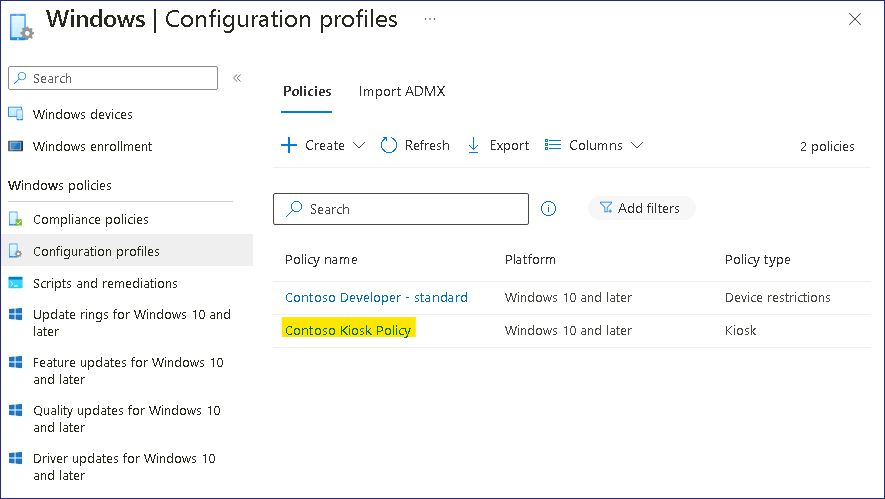 Windows | Configuration profiles ...
Search
«
Windows devices
Windows enrollment
Windows policies
Compliance policies
Configuration profiles
Scripts and remediations
Update rings for Windows 10 and
later
Feature updates for Windows 10
and later
Quality updates for Windows 10
and later
Driver updates for Windows 10
and later
Policies Import ADMX
Create Refresh Export Columns 2 policies
Search Add filters
Policy name Platform Policy type
Contoso Developer - standard Windows 10 and later Device restrictions
Contoso Kiosk Policy Windows 10 and later Kiosk